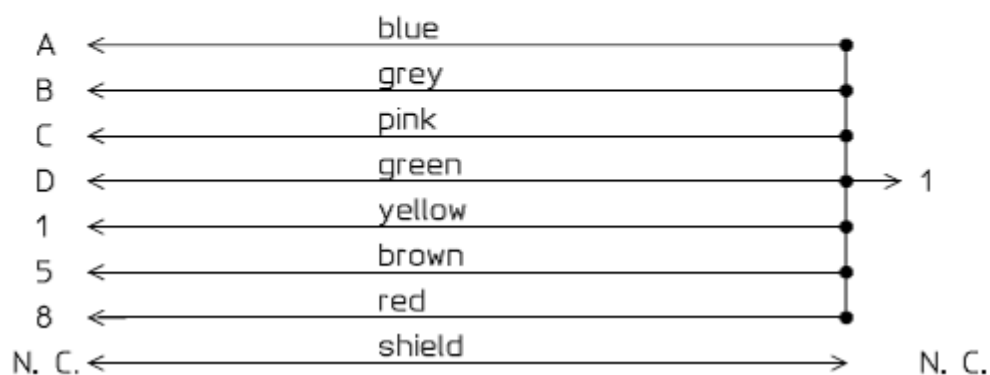 blue
A
grey
B
pink
C
green
D 1
yellow
1
brown
5
red
8
shield
N. C. N. C.